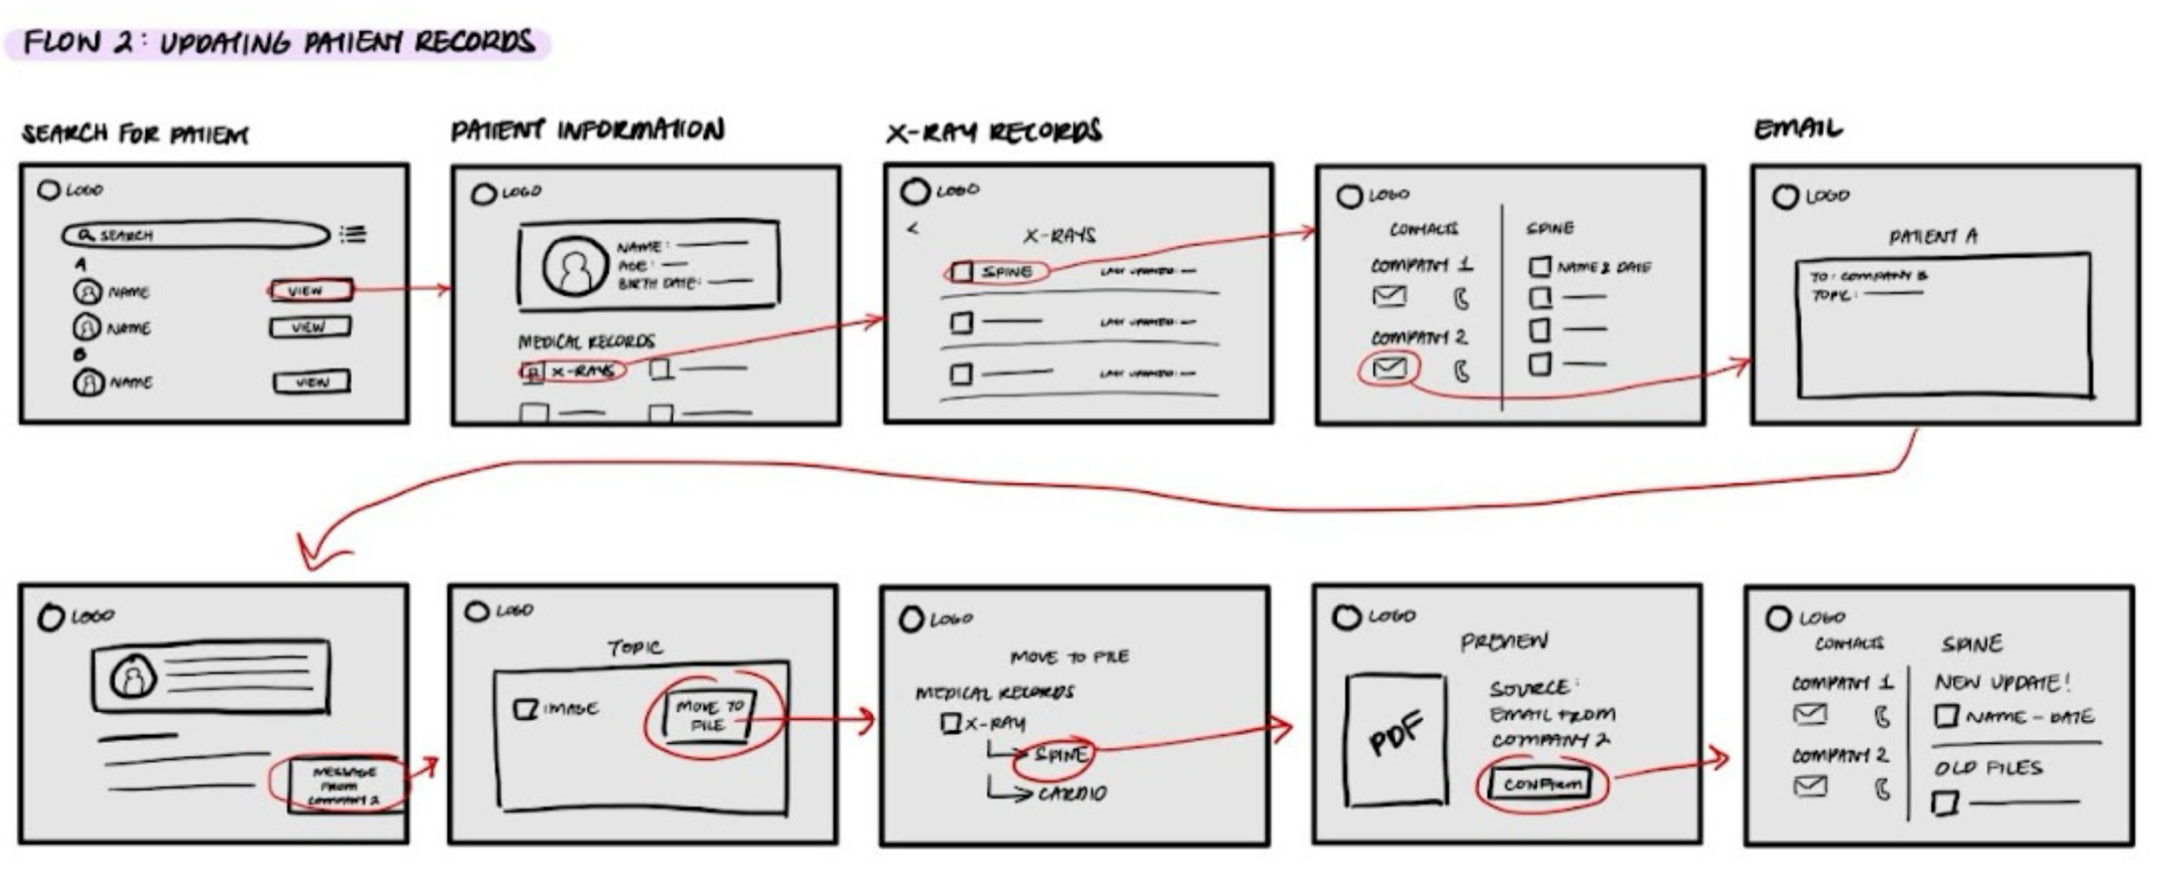 FLOW 2: UPDATING PATIENT RECORDS
SEARCH FOR PATIENT
LOGO
SEARCH
A
NAME VIEW
NAME VIEW
B
NAME VIEW
PATIENT INFORMATION
LOGO
NAME:
AGE:
BIRTH DATE:
MEDICAL RECORDS
X-RAYS
X-RAY RECORDS
LOGO
<
X-RAYS
SPINE LAST UPDATED:
LAST UPDATED:
LAST UPDATED:
LOGO
CONTACTS
COMPANY 1
COMPANY 2
SPINE
NAME & DATE
EMAIL
LOGO
PATIENT A
TO: COMPANY B
TOPIC:
LOGO
MESSAGE
FROM
COMPANY 2
LOGO
TOPIC
IMAGE
MOVE TO
FILE
LOGO
MOVE TO FILE
MEDICAL RECORDS
X-RAY
SPINE
CARDIO
LOGO
PREVIEW
PDF
SOURCE:
EMAIL FROM
COMPANY 2
CONFIRM
LOGO
CONTACTS
COMPANY 1
COMPANY 2
SPINE
NEW UPDATE!
NAME - DATE
OLD FILES